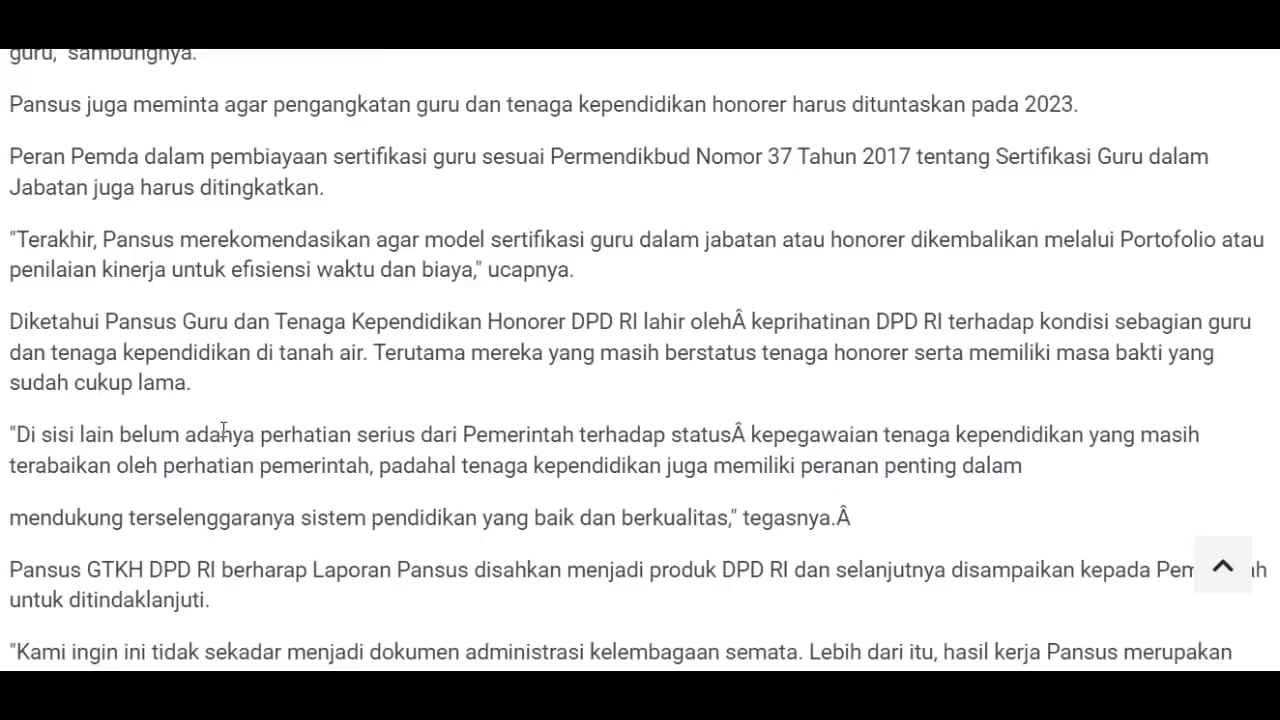 guru," sambungnya.
Pansus juga meminta agar pengangkatan guru dan tenaga kependidikan honorer harus dituntaskan pada 2023.
Peran Pemda dalam pembiayaan sertifikasi guru sesuai Permendikbud Nomor 37 Tahun 2017 tentang Sertifikasi Guru dalam
Jabatan juga harus ditingkatkan.
"Terakhir, Pansus merekomendasikan agar model sertifikasi guru dalam jabatan atau honorer dikembalikan melalui Portofolio atau
penilaian kinerja untuk efisiensi waktu dan biaya," ucapnya.
Diketahui Pansus Guru dan Tenaga Kependidikan Honorer DPD RI lahir olehÂ keprihatinan DPD RI terhadap kondisi sebagian guru
dan tenaga kependidikan di tanah air. Terutama mereka yang masih berstatus tenaga honorer serta memiliki masa bakti yang
sudah cukup lama.
"Di sisi lain belum adanya perhatian serius dari Pemerintah terhadap statusÂ kepegawaian tenaga kependidikan yang masih
terabaikan oleh perhatian pemerintah, padahal tenaga kependidikan juga memiliki peranan penting dalam
mendukung terselenggaranya sistem pendidikan yang baik dan berkualitas," tegasnya.Â
Pansus GTKH DPD RI berharap Laporan Pansus disahkan menjadi produk DPD RI dan selanjutnya disampaikan kepada
untuk ditindaklanjuti.
"Kami ingin ini tidak sekadar menjadi dokumen administrasi kelembagaan semata. Lebih dari itu, hasil kerja Pansus merupakan